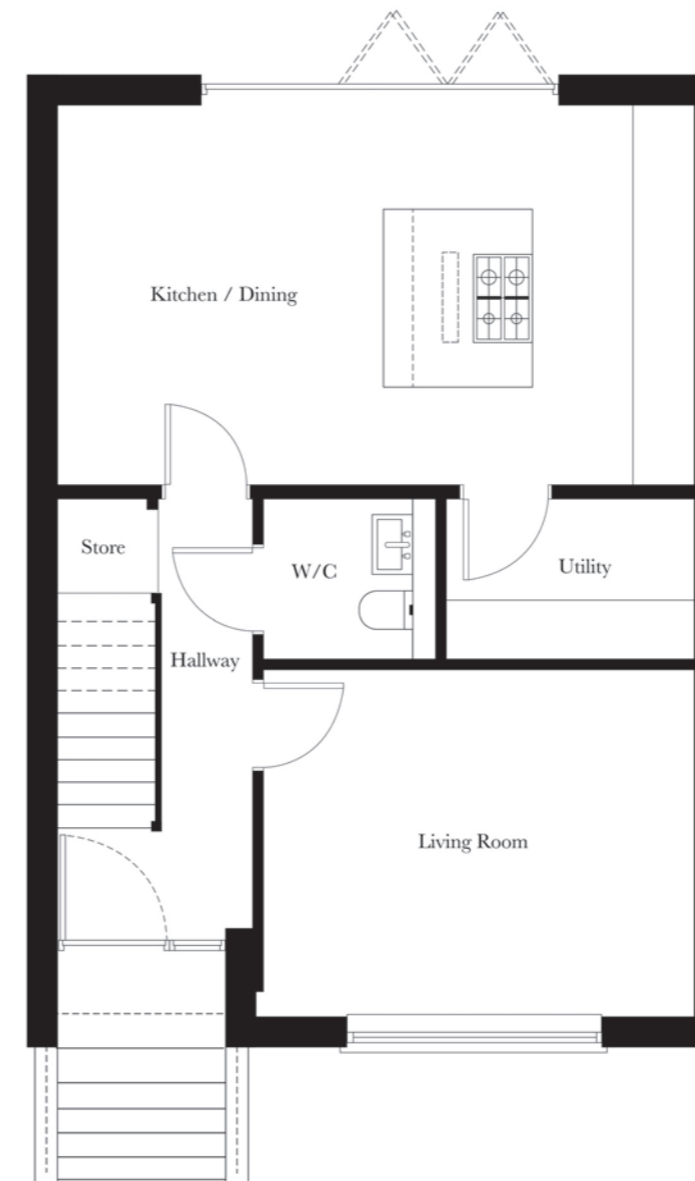 Kitchen / Dining
Store
W/C
Utility
Hallway
Living Room